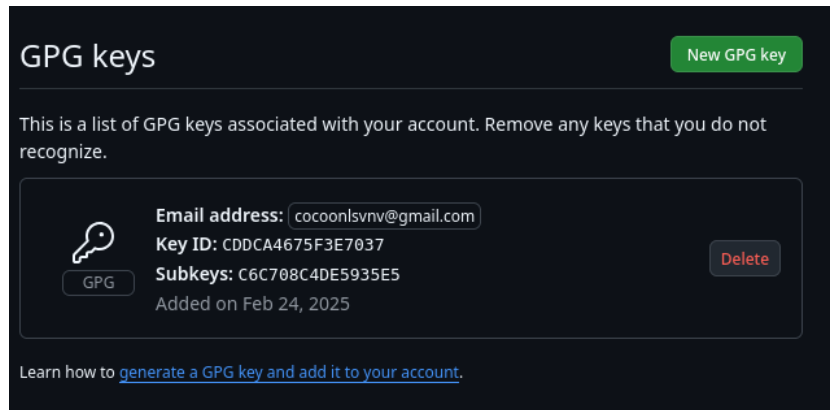 GPG keys
New GPG key
This is a list of GPG keys associated with your account. Remove any keys that you do not
recognize.
Email address: cocoonlsvnv@gmail.com
Key ID: CDDCA4675F3E7037
Subkeys: C6C708C4DE5935E5
Added on Feb 24, 2025
GPG
Delete
Learn how to generate a GPG key and add it to your account.